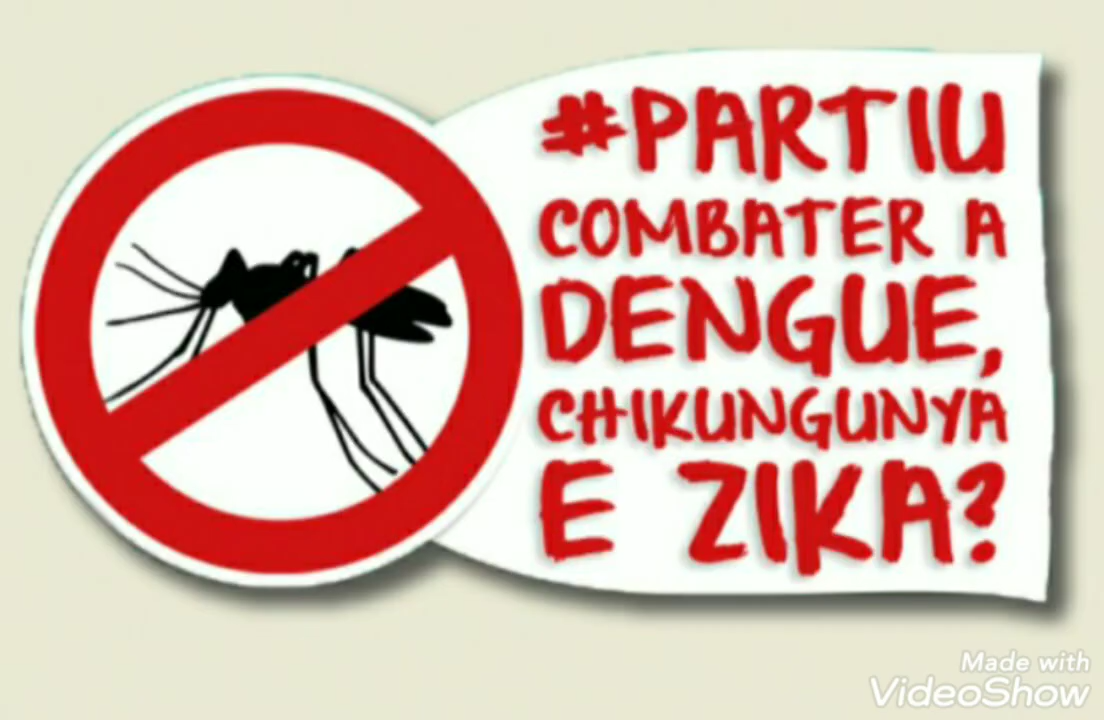 #PARTIU
COMBATER A
DENGUE,
CHIKUNGUNYA
E ZIKA?
Made with
VideoShow